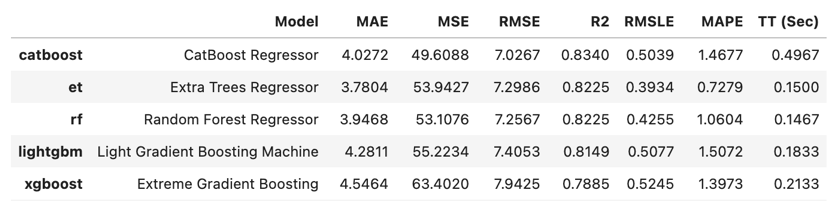 Model MAE MSE RMSE R2 RMSLE MAPE TT (Sec)
catboost CatBoost Regressor 4.0272 49.6088 7.0267 0.8340 0.5039 1.4677 0.4967
et Extra Trees Regressor 3.7804 53.9427 7.2986 0.8225 0.3934 0.7279 0.1500
rf Random Forest Regressor 3.9468 53.1076 7.2567 0.8225 0.4255 1.0604 0.1467
lightgbm Light Gradient Boosting Machine 4.2811 55.2234 7.4053 0.8149 0.5077 1.5072 0.1833
xgboost Extreme Gradient Boosting 4.5464 63.4020 7.9425 0.7885 0.5245 1.3973 0.2133